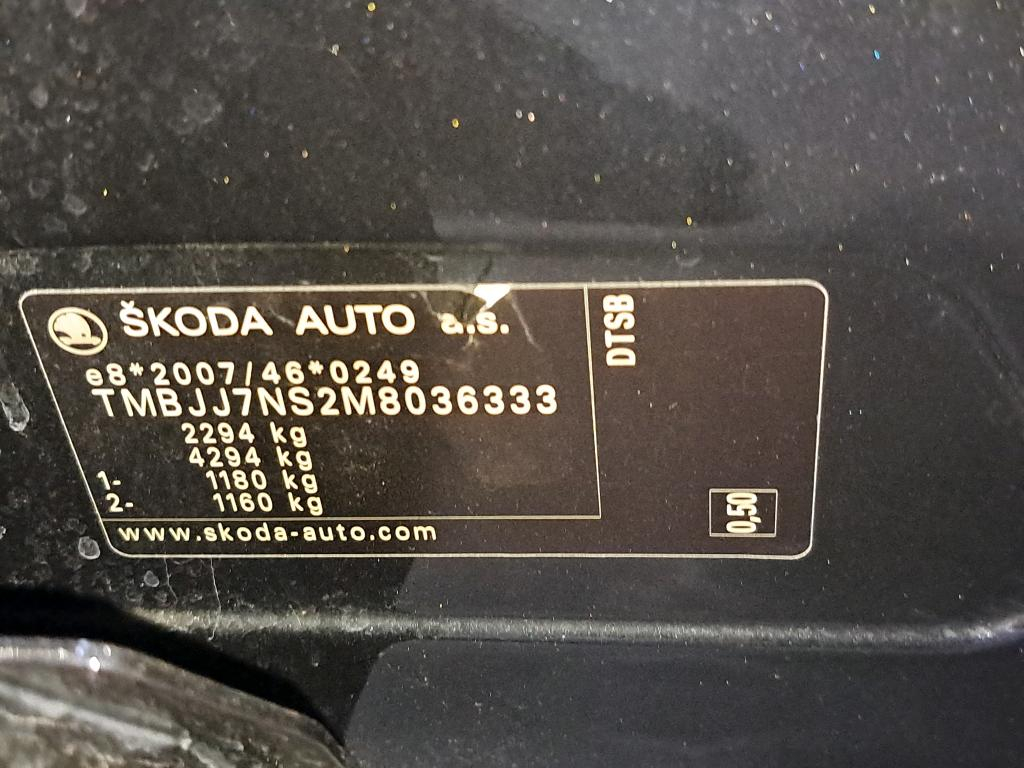 ŠKODA AUTO a.s.
e8*2007/46*0249
TMBJJ7NS2M8036333
2294 kg
4294 kg
1- 1180 kg
2- 1160 kg
www.skoda-auto.com
DTSB
0,50